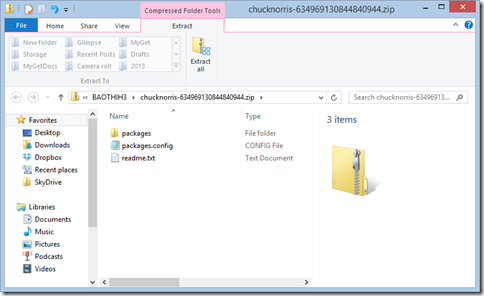 Compressed Folder Tools
chucknorris-634969130844840944.zip
File
Home
Share
View
Extract
New folder
Glimpse
MyGet
Storage
Recent Posts
Drafts
MyGetDocs
Camera roll
2013
Extract To
Extract
all
« BAOTHIH3 › chucknorris-634969130844840944.zip ›
Search chucknorris-63496913...
Favorites
Desktop
Downloads
Dropbox
Recent places
SkyDrive
Libraries
Documents
Music
Pictures
Podcasts
Videos
Name
Type
packages
File folder
packages.config
CONFIG File
readme.txt
Text Document
3 items